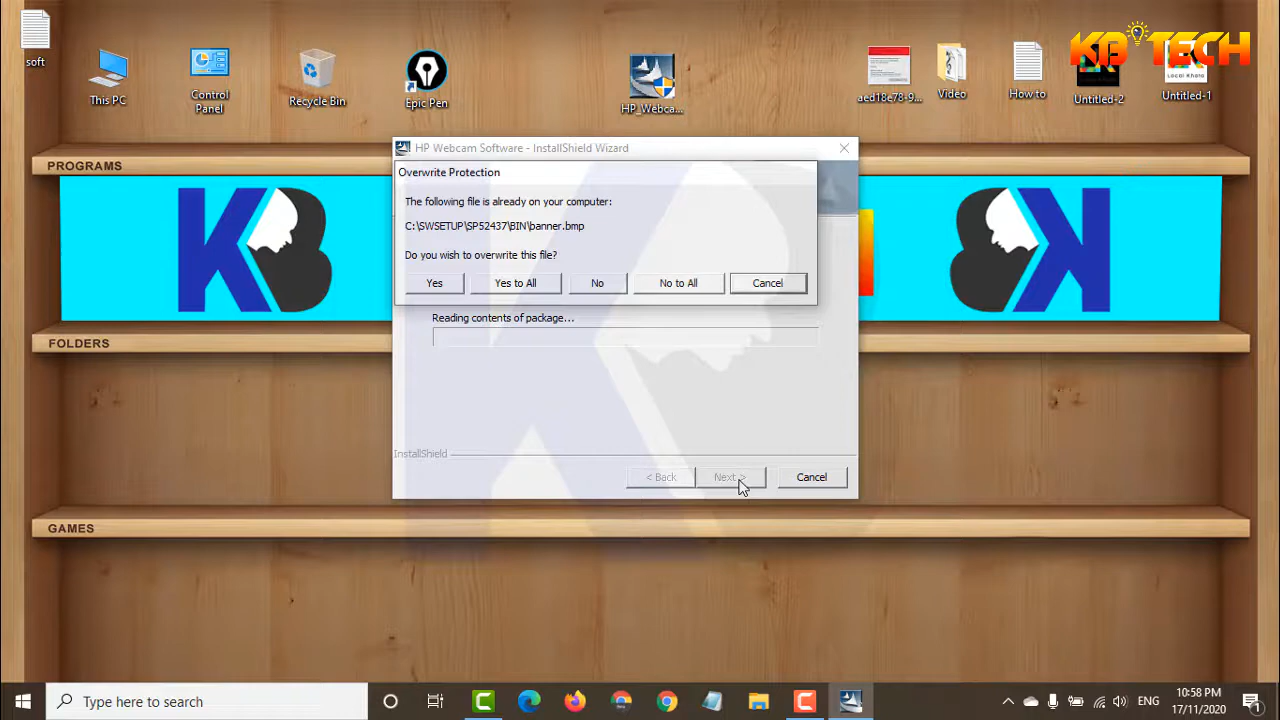 KB TECH
soft
This PC
Control Panel
Recycle Bin
Epic Pen
HP_Webca...
aed18e78-9...
Video
How to
Untilted-2
Untitled-1
HP Webcam Software - InstallShield Wizard
Overwrite Protection
The following file is already on your computer:
C:\SWSETUP\SP52437\BIN\banner.bmp
Do you wish to overwrite this file?
Yes
Yes to All
No
No to All
Cancel
Reading contents of package...
InstallShield
< Back
Next >
Cancel
PROGRAMS
FOLDERS
GAMES
Type here to search
ENG
10:58 PM
17/11/2020
1